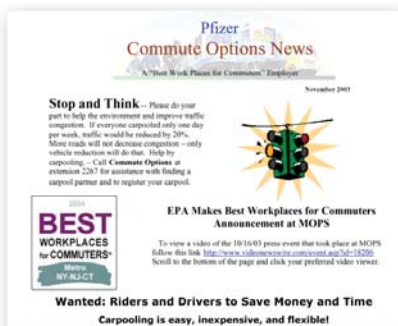 Pfizer
Commute Options News
A "Best Work Places for Commuters" Employer
November 2003
Stop and Think -- Please do your
part to help the environment and improve traffic
congestion. If everyone carpooled only one day
per week, traffic would be reduced by 20%.
More roads will not decrease congestion – only
vehicle reduction will do that. Help by
carpooling. – Call Commute Options at
extension 2267 for assistance with finding a
carpool partner and to register your carpool.
2004
BEST
WORKPLACES
for COMMUTERS
Metro
NY-NJ-CT
EPA Makes Best Workplaces for Commuters
Announcement at MOPS
To view a video of the 10/16/03 press event that took place at MOPS
follow this link http://www.videonewswire.com/event.asp?id=18206
Scroll to the bottom of the page and click your preferred video viewer.
Wanted: Riders and Drivers to Save Money and Time
Carpooling is easy, inexpensive, and flexible!